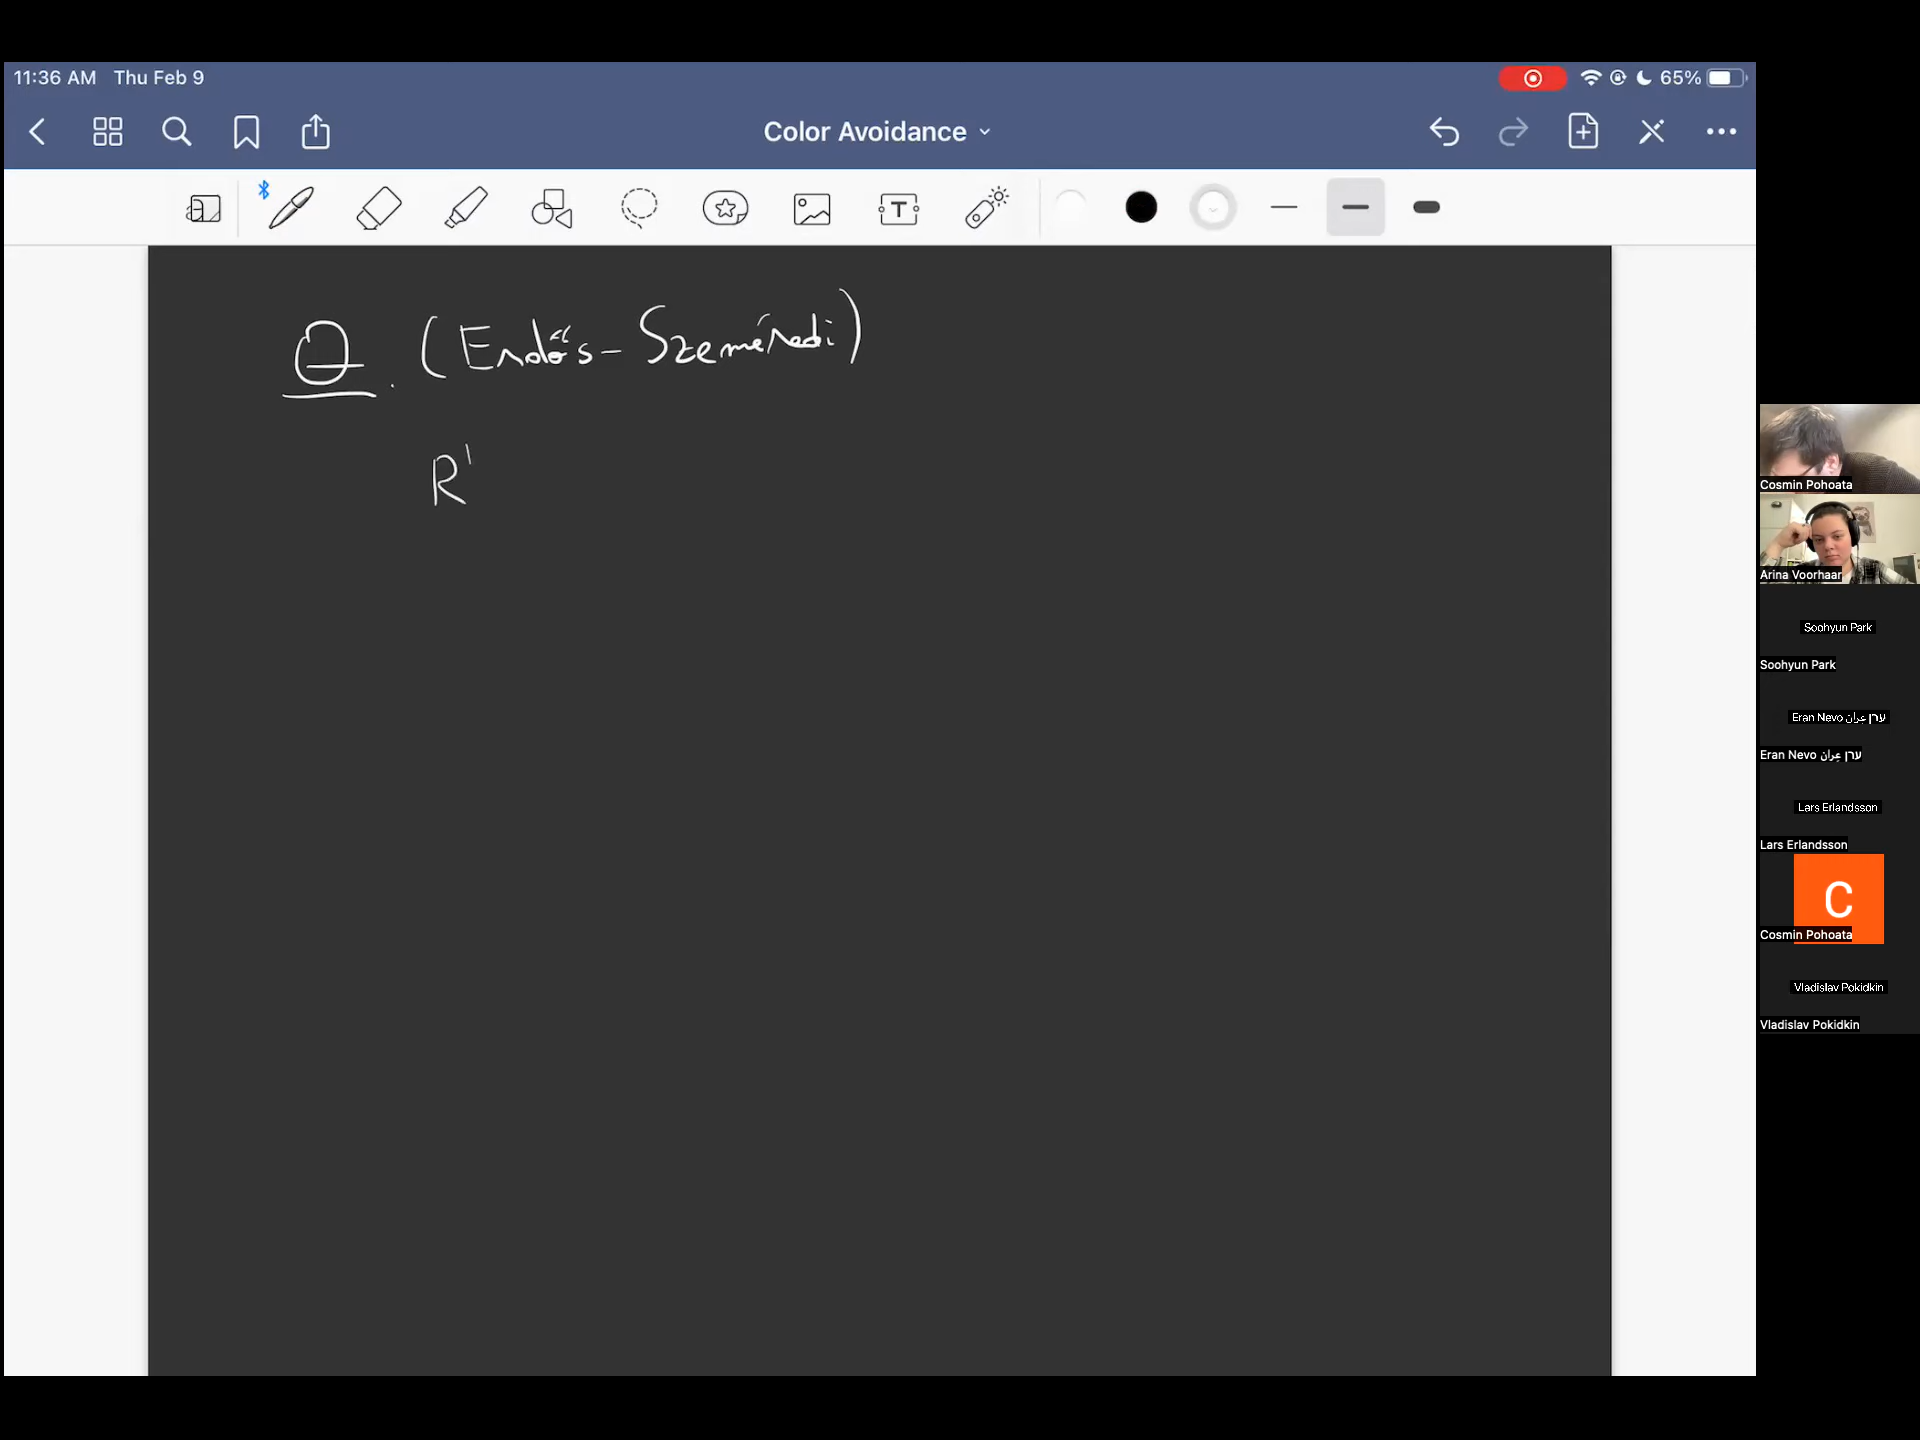 11:36 AM Thu Feb 9
65%
Color Avoidance
T
Q. (Erdős - Szemerédi)
R'
Cosmin Pohoata
Arina Voorhaar
Soohyun Park
Soohyun Park
Eran Nevo ערן عران
Eran Nevo ערן عران
Lars Erlandsson
Lars Erlandsson
C
Cosmin Pohoata
Vladislav Pokidkin
Vladislav Pokidkin